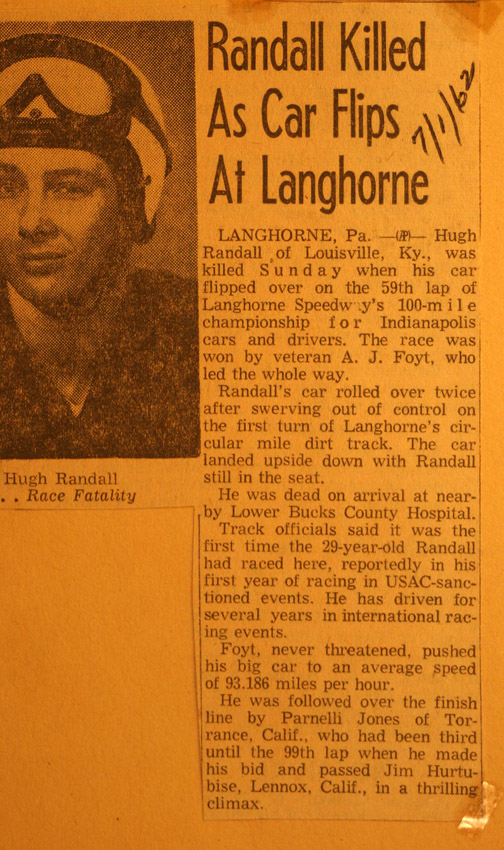 Randall Killed
As Car Flips
At Langhorne
7/1/62
LANGHORNE, Pa. —(AP)— Hugh
Randall of Louisville, Ky., was
killed Sunday when his car
flipped over on the 59th lap of
Langhorne Speedw y's 100-mile
championship for Indianapolis
cars and drivers. The race was
won by veteran A. J. Foyt, who
led the whole way.
Randall's car rolled over twice
after swerving out of control on
the first turn of Langhorne's cir-
cular mile dirt track. The car
landed upside down with Randall
still in the seat.
He was dead on arrival at near-
by Lower Bucks County Hospital.
Track officials said it was the
first time the 29-year-old Randall
had raced here, reportedly in his
first year of racing in USAC-sanc-
tioned events. He has driven for
several years in international rac-
ing events.
Foyt, never threatened, pushed
his big car to an average speed
of 93.186 miles per hour.
He was followed over the finish
line by Parnelli Jones of Tor-
rance, Calif., who had been third
until the 99th lap when he made
his bid and passed Jim Hurtu-
bise, Lennox, Calif., in a thrilling
climax.
Hugh Randall
. . Race Fatality